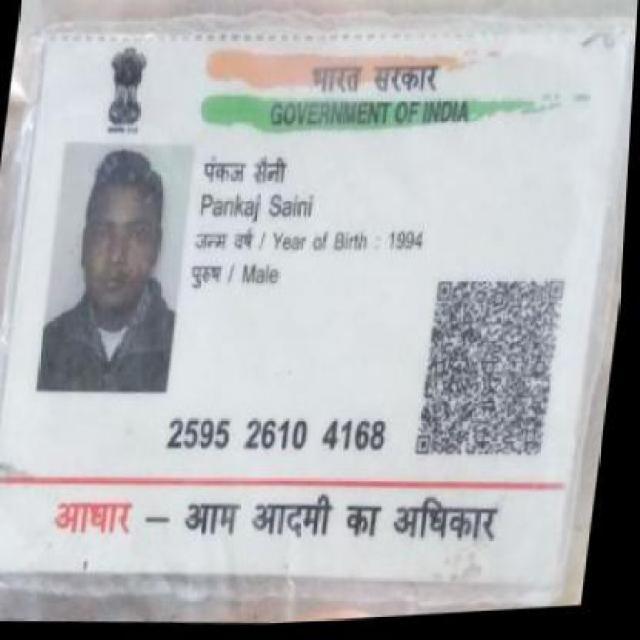 भारत सरकार
GOVERNMENT OF INDIA
पंकज सैनी
Pankaj Saini
जन्म वर्ष / Year of Birth : 1994
पुरुष / Male
2595 2610 4168
आधार – आम आदमी का अधिकार